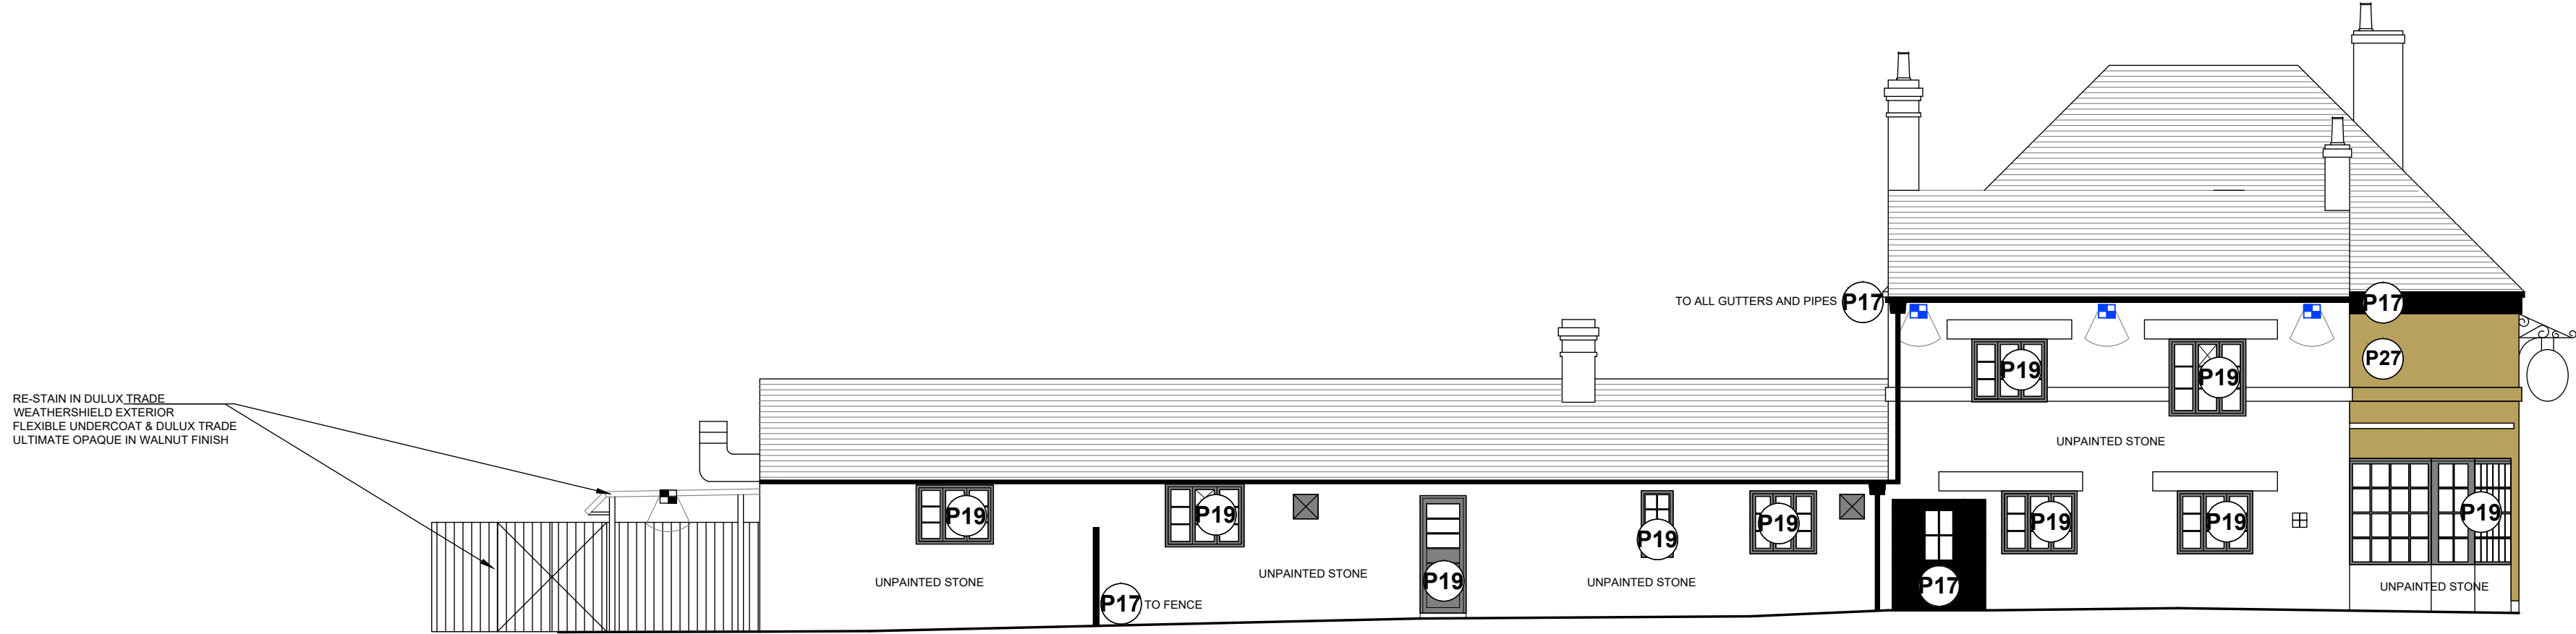 TO ALL GUTTERS AND PIPES P17
P17
P27
P19
P19
RE-STAIN IN DULUX TRADE
WEATHERSHIELD EXTERIOR
FLEXIBLE UNDERCOAT & DULUX TRADE
ULTIMATE OPAQUE IN WALNUT FINISH
UNPAINTED STONE
P19
P19
P19
P19
P19
P19
P19
P19
UNPAINTED STONE
UNPAINTED STONE
UNPAINTED STONE
P17
UNPAINTED STONE
P17 TO FENCE